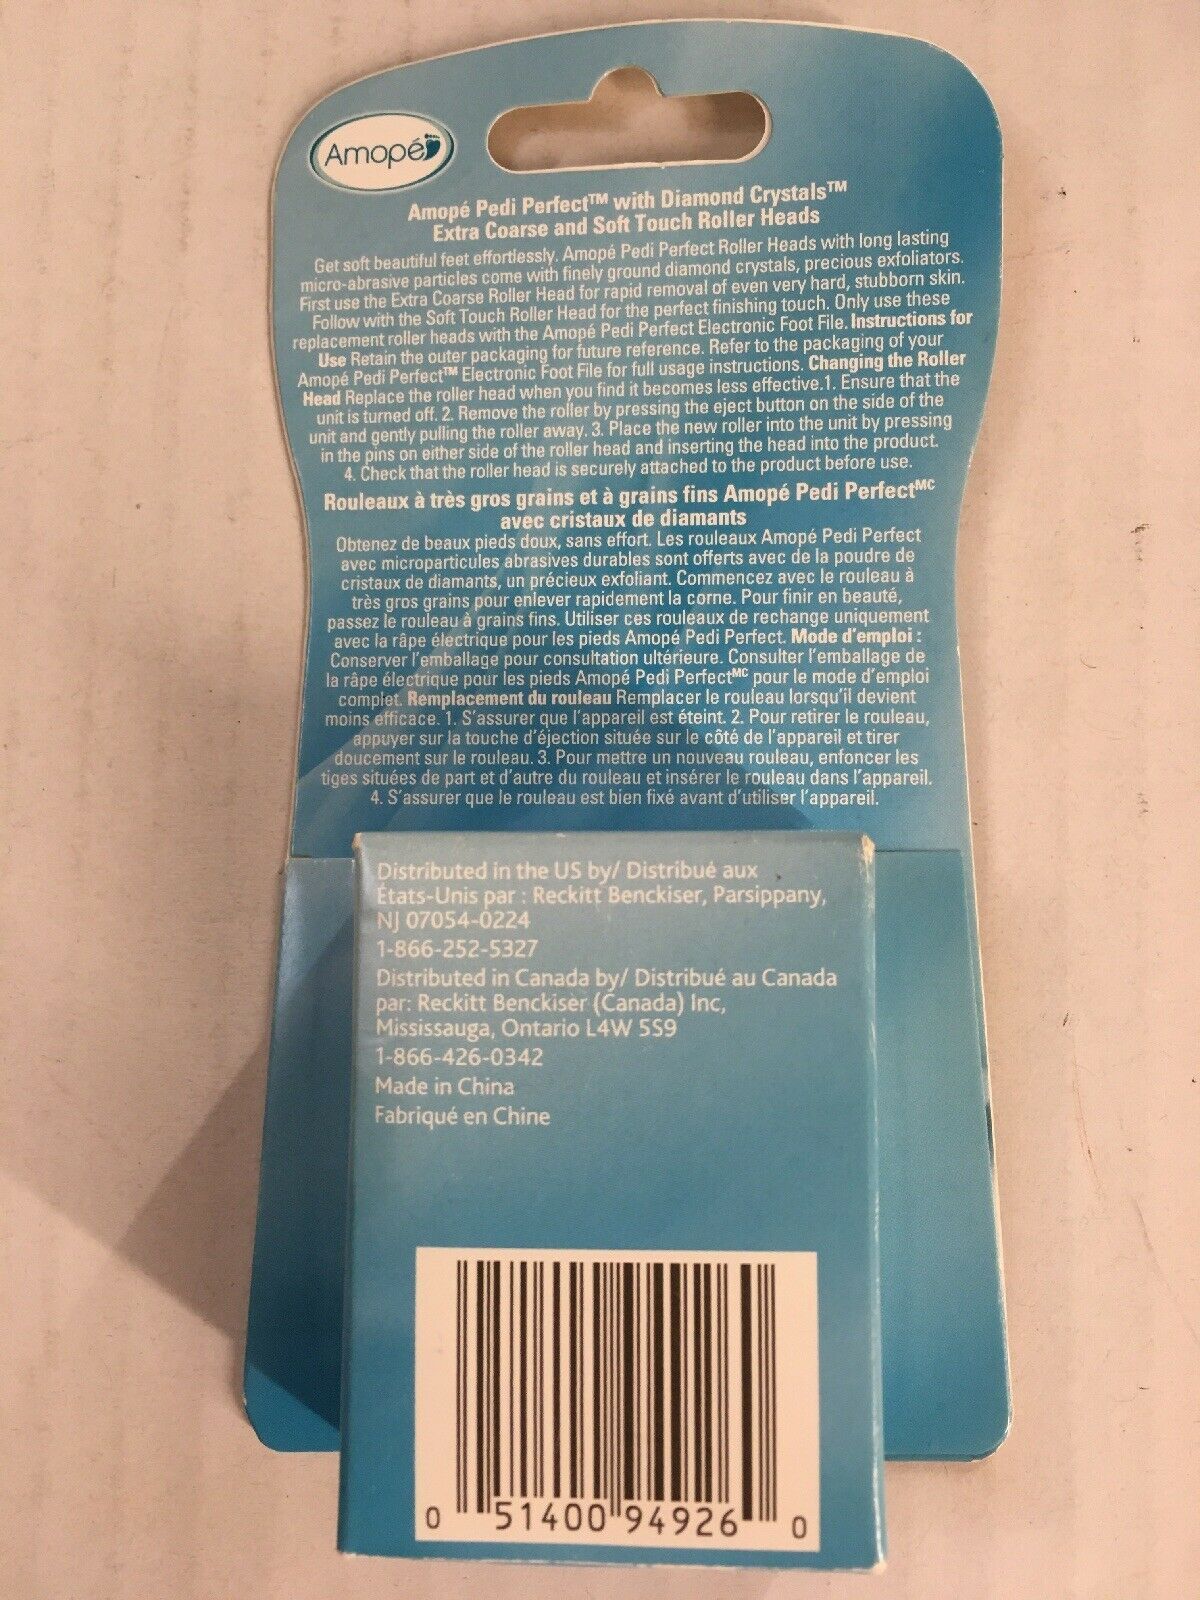 Amopé
Amopé Pedi Perfect™ with Diamond Crystals™
Extra Coarse and Soft Touch Roller Heads
Get soft beautiful feet effortlessly. Amopé Pedi Perfect Roller Heads with long lasting
micro-abrasive particles come with finely ground diamond crystals, precious exfoliators.
First use the Extra Coarse Roller Head for rapid removal of even very hard, stubborn skin.
Follow with the Soft Touch Roller Head for the perfect finishing touch. Only use these
replacement roller heads with the Amopé Pedi Perfect Electronic Foot File. Instructions for
Use Retain the outer packaging for future reference. Refer to the packaging of your
Amopé Pedi Perfect™ Electronic Foot File for full usage instructions. Changing the Roller
Head Replace the roller head when you find it becomes less effective.1. Ensure that the
unit is turned off. 2. Remove the roller by pressing the eject button on the side of the
unit and gently pulling the roller away. 3. Place the new roller into the unit by pressing
in the pins on either side of the roller head and inserting the head into the product.
4. Check that the roller head is securely attached to the product before use.
Rouleaux à très gros grains et à grains fins Amopé Pedi Perfectᴹᶜ
avec cristaux de diamants
Obtenez de beaux pieds doux, sans effort. Les rouleaux Amopé Pedi Perfect
avec microparticules abrasives durables sont offerts avec de la poudre de
cristaux de diamants, un précieux exfoliant. Commencez avec le rouleau à
très gros grains pour enlever rapidement la corne. Pour finir en beauté,
passez le rouleau à grains fins. Utiliser ces rouleaux de rechange uniquement
avec la râpe électrique pour les pieds Amopé Pedi Perfect. Mode d'emploi :
Conserver l'emballage pour consultation ultérieure. Consulter l'emballage de
la râpe électrique pour les pieds Amopé Pedi Perfectᴹᶜ pour le mode d'emploi
complet. Remplacement du rouleau Remplacer le rouleau lorsqu'il devient
moins efficace. 1. S'assurer que l'appareil est éteint. 2. Pour retirer le rouleau,
appuyer sur la touche d'éjection située sur le côté de l'appareil et tirer
doucement sur le rouleau. 3. Pour mettre un nouveau rouleau, enfoncer les
tiges situées de part et d'autre du rouleau et insérer le rouleau dans l'appareil.
4. S'assurer que le rouleau est bien fixé avant d'utiliser l'appareil.
Distributed in the US by/ Distribué aux
États-Unis par : Reckitt Benckiser, Parsippany,
NJ 07054-0224
1-866-252-5327
Distributed in Canada by/ Distribué au Canada
par: Reckitt Benckiser (Canada) Inc,
Mississauga, Ontario L4W 5S9
1-866-426-0342
Made in China
Fabriqué en Chine
0 51400 94926 0